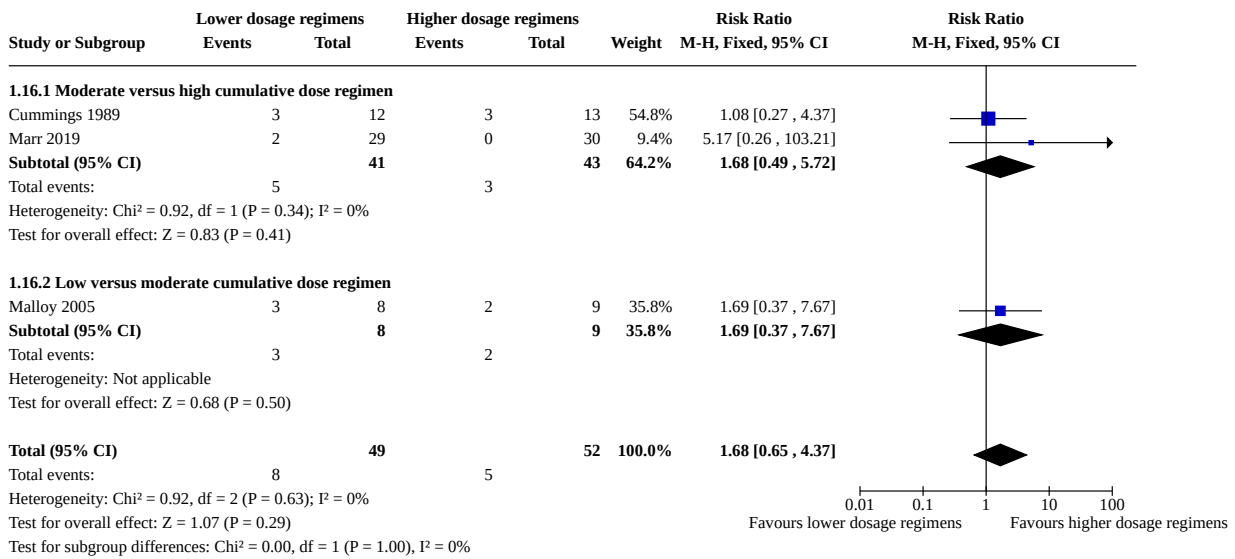 Lower dosage regimens Higher dosage regimens Risk Ratio Risk Ratio
Study or Subgroup Events Total Events Total Weight M-H, Fixed, 95% CI M-H, Fixed, 95% CI
1.16.1 Moderate versus high cumulative dose regimen
Cummings 1989 3 12 3 13 54.8% 1.08 [0.27 , 4.37]
Marr 2019 2 29 0 30 9.4% 5.17 [0.26 , 103.21]
Subtotal (95% CI) 41 43 64.2% 1.68 [0.49 , 5.72]
Total events: 5 3
Heterogeneity: Chi² = 0.92, df = 1 (P = 0.34); I² = 0%
Test for overall effect: Z = 0.83 (P = 0.41)
1.16.2 Low versus moderate cumulative dose regimen
Malloy 2005 3 8 2 9 35.8% 1.69 [0.37 , 7.67]
Subtotal (95% CI) 8 9 35.8% 1.69 [0.37 , 7.67]
Total events: 3 2
Heterogeneity: Not applicable
Test for overall effect: Z = 0.68 (P = 0.50)
Total (95% CI) 49 52 100.0% 1.68 [0.65 , 4.37]
Total events: 8 5
Heterogeneity: Chi² = 0.92, df = 2 (P = 0.63); I² = 0%
0.01 0.1 1 10 100
Test for overall effect: Z = 1.07 (P = 0.29)
Favours lower dosage regimens Favours higher dosage regimens
Test for subgroup differences: Chi² = 0.00, df = 1 (P = 1.00), I² = 0%